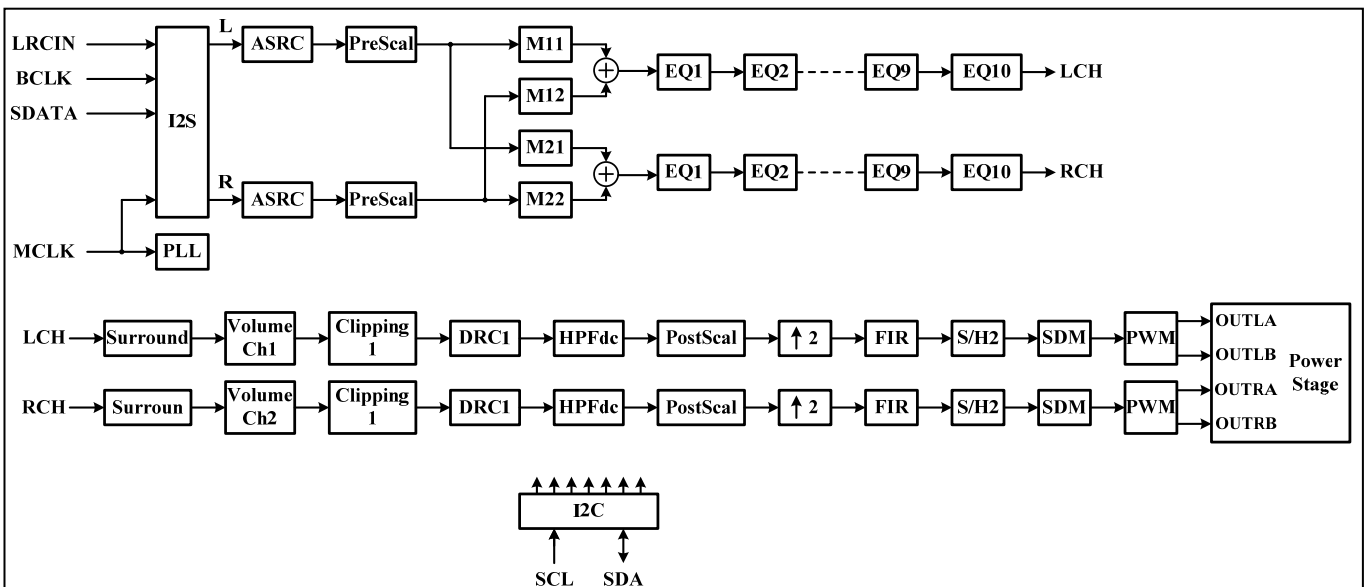 LRCIN
BCLK
SDATA
MCLK
I2S
PLL
L
ASRC
PreScal
R
ASRC
PreScal
M11
M12
M21
M22
EQ1
EQ2
EQ9
EQ10
LCH
EQ1
EQ2
EQ9
EQ10
RCH
LCH
Surround
Volume
Ch1
Clipping
1
DRC1
HPFdc
PostScal
↑ 2
FIR
S/H2
SDM
PWM
OUTLA
OUTLB
RCH
Surroun
Volume
Ch2
Clipping
1
DRC1
HPFdc
PostScal
↑ 2
FIR
S/H2
SDM
PWM
OUTRA
OUTRB
Power
Stage
I2C
SCL
SDA